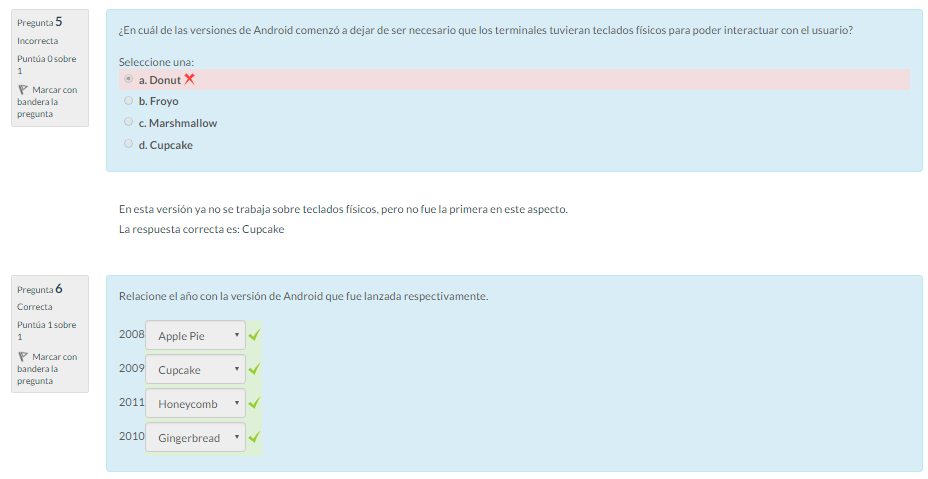 Pregunta 5
Incorrecta
Puntúa 0 sobre
1
Marcar con
bandera la
pregunta
¿En cuál de las versiones de Android comenzó a dejar de ser necesario que los terminales tuvieran teclados físicos para poder interactuar con el usuario?
Seleccione una:
a. Donut
b. Froyo
c. Marshmallow
d. Cupcake
En esta versión ya no se trabaja sobre teclados físicos, pero no fue la primera en este aspecto.
La respuesta correcta es: Cupcake
Pregunta 6
Correcta
Puntúa 1 sobre
1
Marcar con
bandera la
pregunta
Relacione el año con la versión de Android que fue lanzada respectivamente.
2008 Apple Pie
2009 Cupcake
2011 Honeycomb
2010 Gingerbread